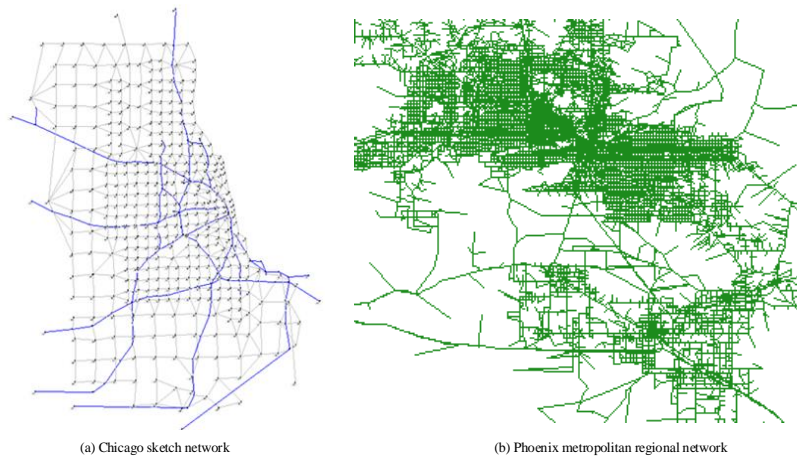 (a) Chicago sketch network
(b) Phoenix metropolitan regional network